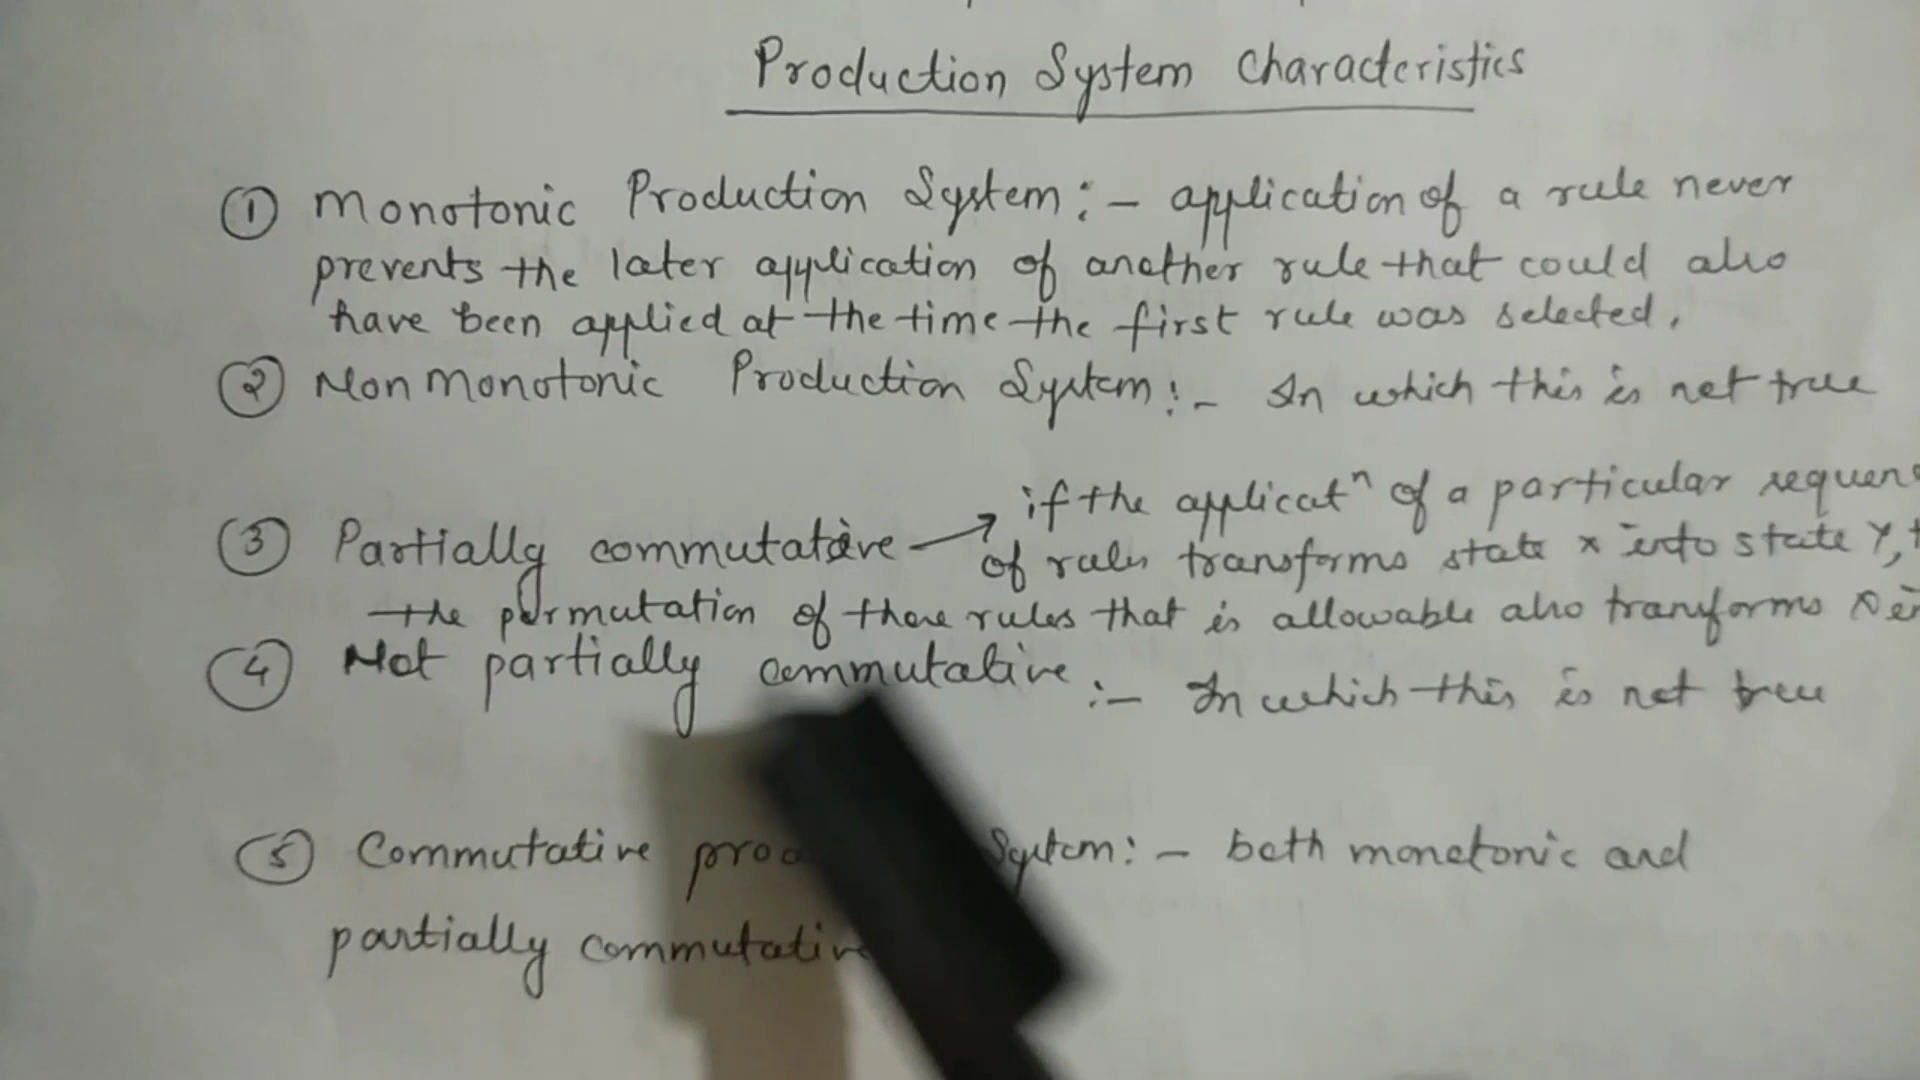 Production System Characteristics
① Monotonic Production System:- application of a rule never
prevents the later application of another rule that could also
have been applied at the time the first rule was selected.
② Non monotonic Production System:- In which this is not true
③ Partially commutative → if the applicatⁿ of a particular
of rules transforms state x into state Y,
the permutation of those rules that is allowable also transforms x
④ Not partially commutative :- In which this is not true
⑤ Commutative System:- both monotonic and
partially commutative